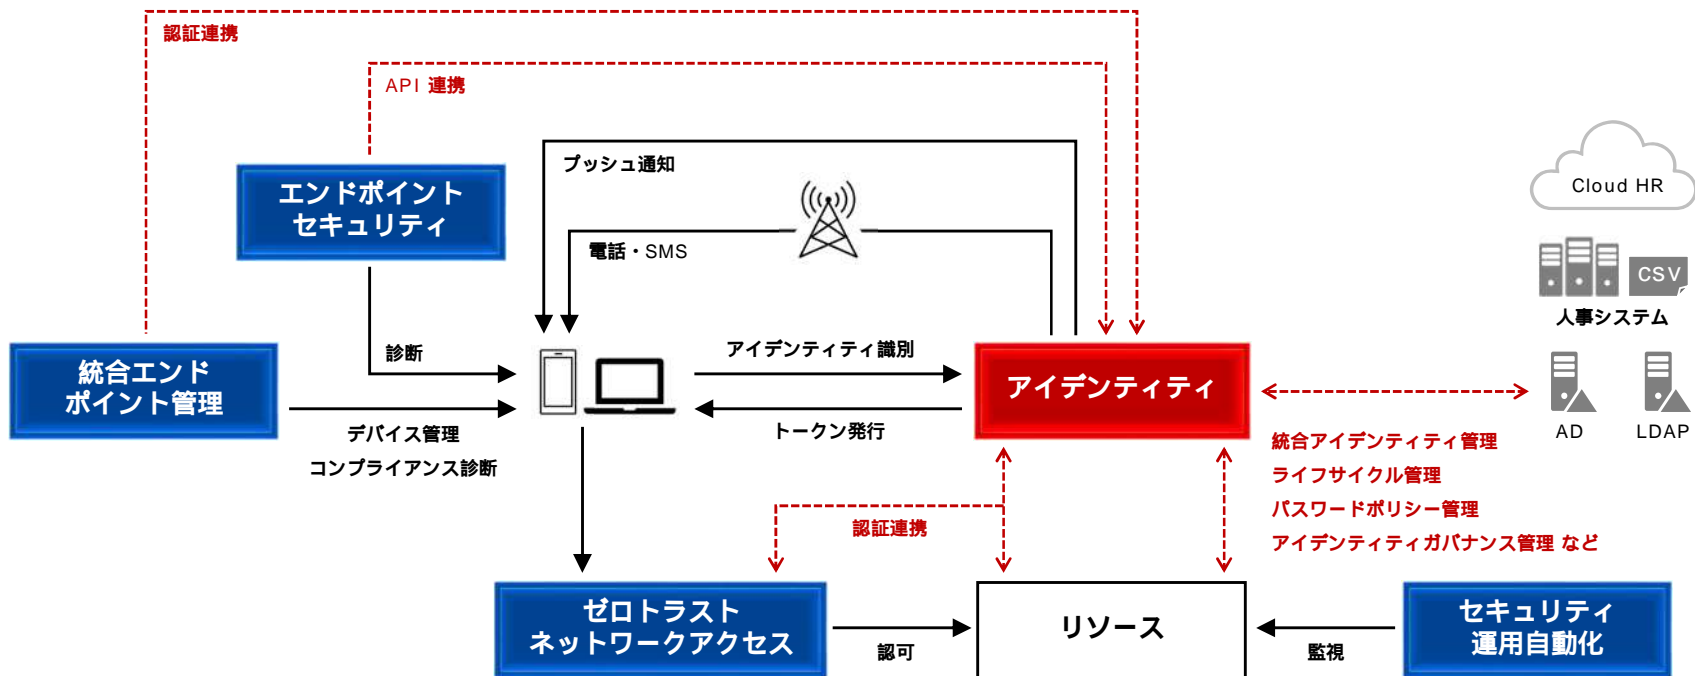 認証連携
API 連携
プッシュ通知
Cloud HR
エンドポイント
セキュリティ
電話・SMS
CSV
人事システム
診断
アイデンティティ識別
統合エンド
ポイント管理
アイデンティティ
デバイス管理
トークン発行
AD
LDAP
コンプライアンス診断
統合アイデンティティ管理
ライフサイクル管理
パスワードポリシー管理
認証連携
アイデンティティガバナンス管理 など
ゼロトラスト
ネットワークアクセス
認可
リソース
監視
セキュリティ
運用自動化